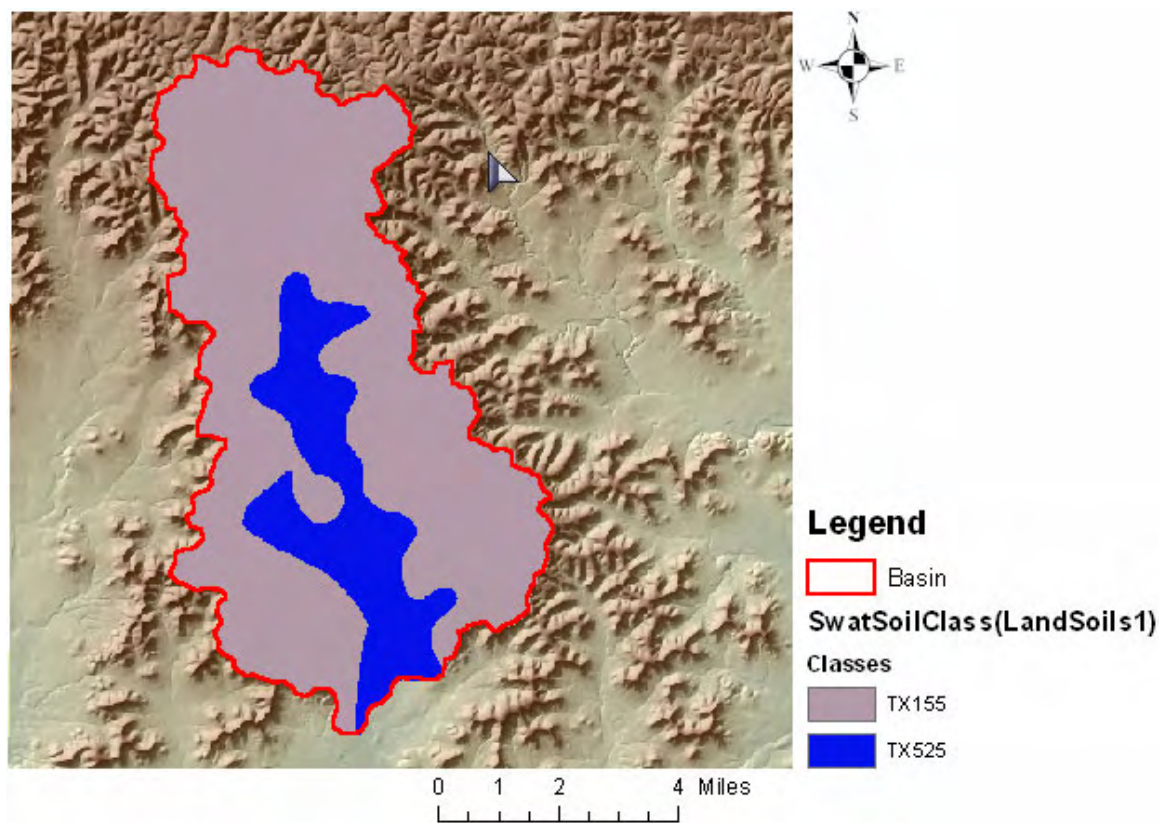 N
W E
S
Legend
Basin
SwatSoilClass(LandSoils1)
Classes
TX155
TX525
0 1 2 4 Miles